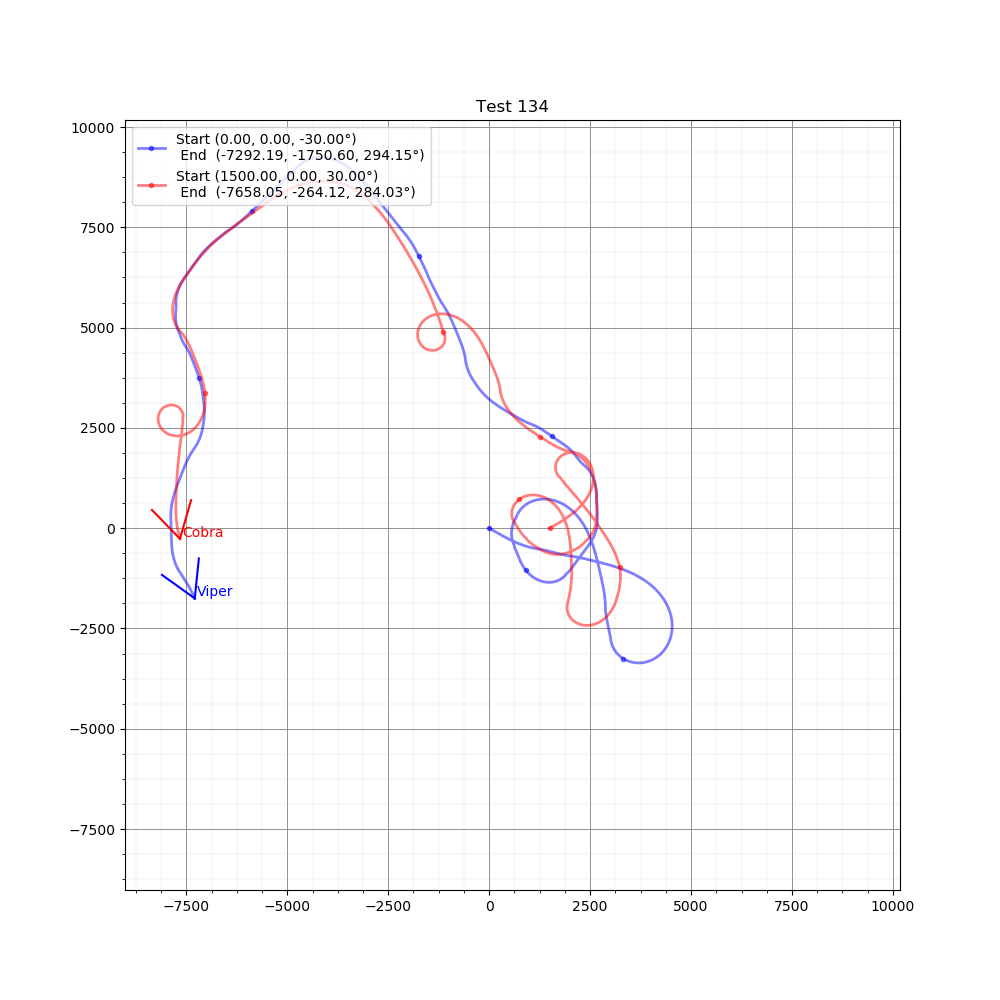 Test 134
Start (0.00, 0.00, -30.00°)
End (-7292.19, -1750.60, 294.15°)
Start (1500.00, 0.00, 30.00°)
End (-7658.05, -264.12, 284.03°)
10000
7500
5000
2500
0
−2500
−5000
−7500
Cobra
Viper
−7500 −5000 −2500 0 2500 5000 7500 10000